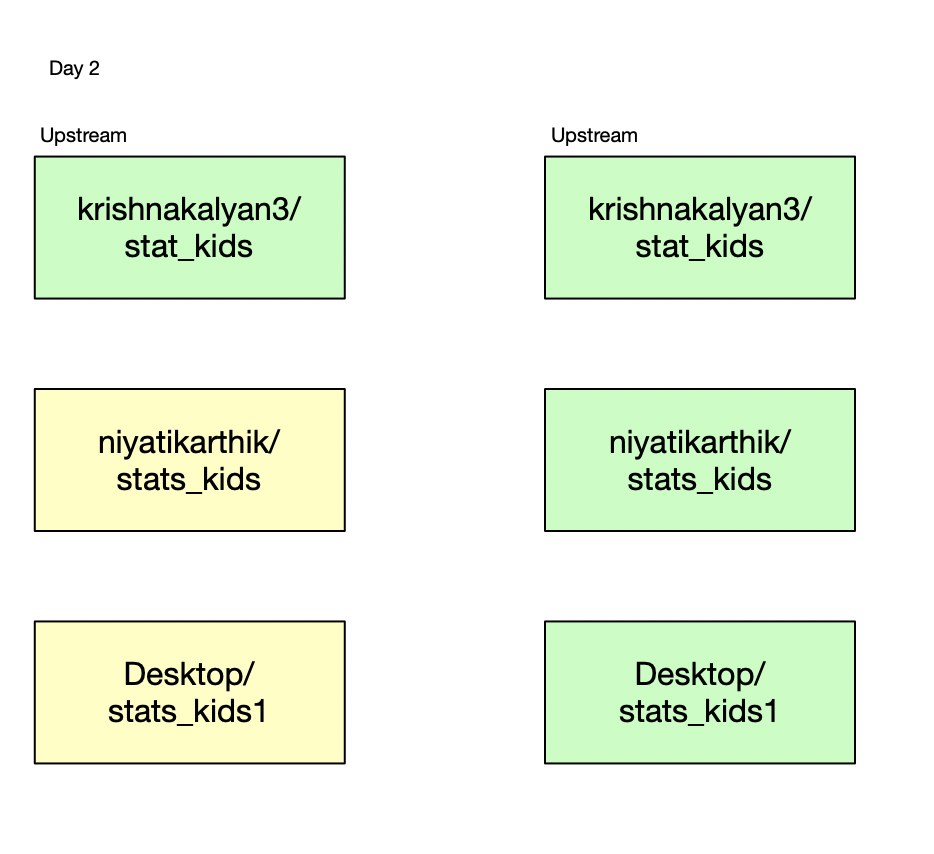 Day 2
Upstream
krishnakalyan3/
stat_kids
niyatikarthik/
stats_kids
Desktop/
stats_kids1
Upstream
krishnakalyan3/
stat_kids
niyatikarthik/
stats_kids
Desktop/
stats_kids1